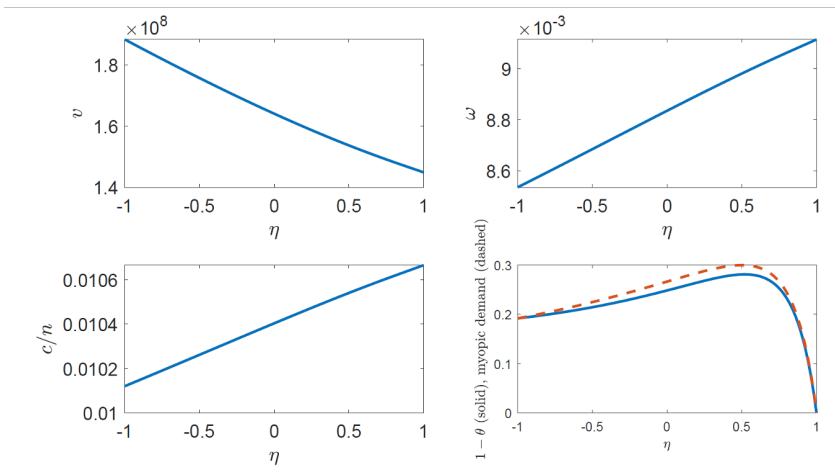 ×10^8
1.8
1.6
1.4
v
-1 -0.5 0 0.5 1
η
×10^-3
9
8.8
8.6
ω
-1 -0.5 0 0.5 1
η
0.0106
0.0104
0.0102
0.01
c/n
-1 -0.5 0 0.5 1
η
0.3
0.2
0.1
0
1 − θ (solid), myopic demand (dashed)
-1 -0.5 0 0.5 1
η